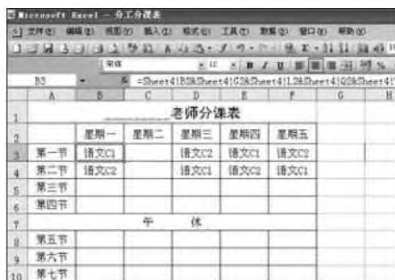 Microsoft Excel - 分工分课表
文件(F) 编辑(E) 视图(V) 插入(I) 格式(O) 工具(T) 数据(D) 窗口(W) 帮助(H)
宋体 12 B I U
B3 =Sheet4!B2&Sheet4!G2&Sheet4!L2&Sheet4!Q2&Sheet4!
A B C D E F G H
1 老师分课表
2 星期一 星期二 星期三 星期四 星期五
3 第一节 语文C1 语文C2 语文C1 语文C2
4 第二节 语文C2 语文C1 语文C2 语文C1
5 第三节
6 第四节
7 午 休
8 第五节
9 第六节
10 第七节